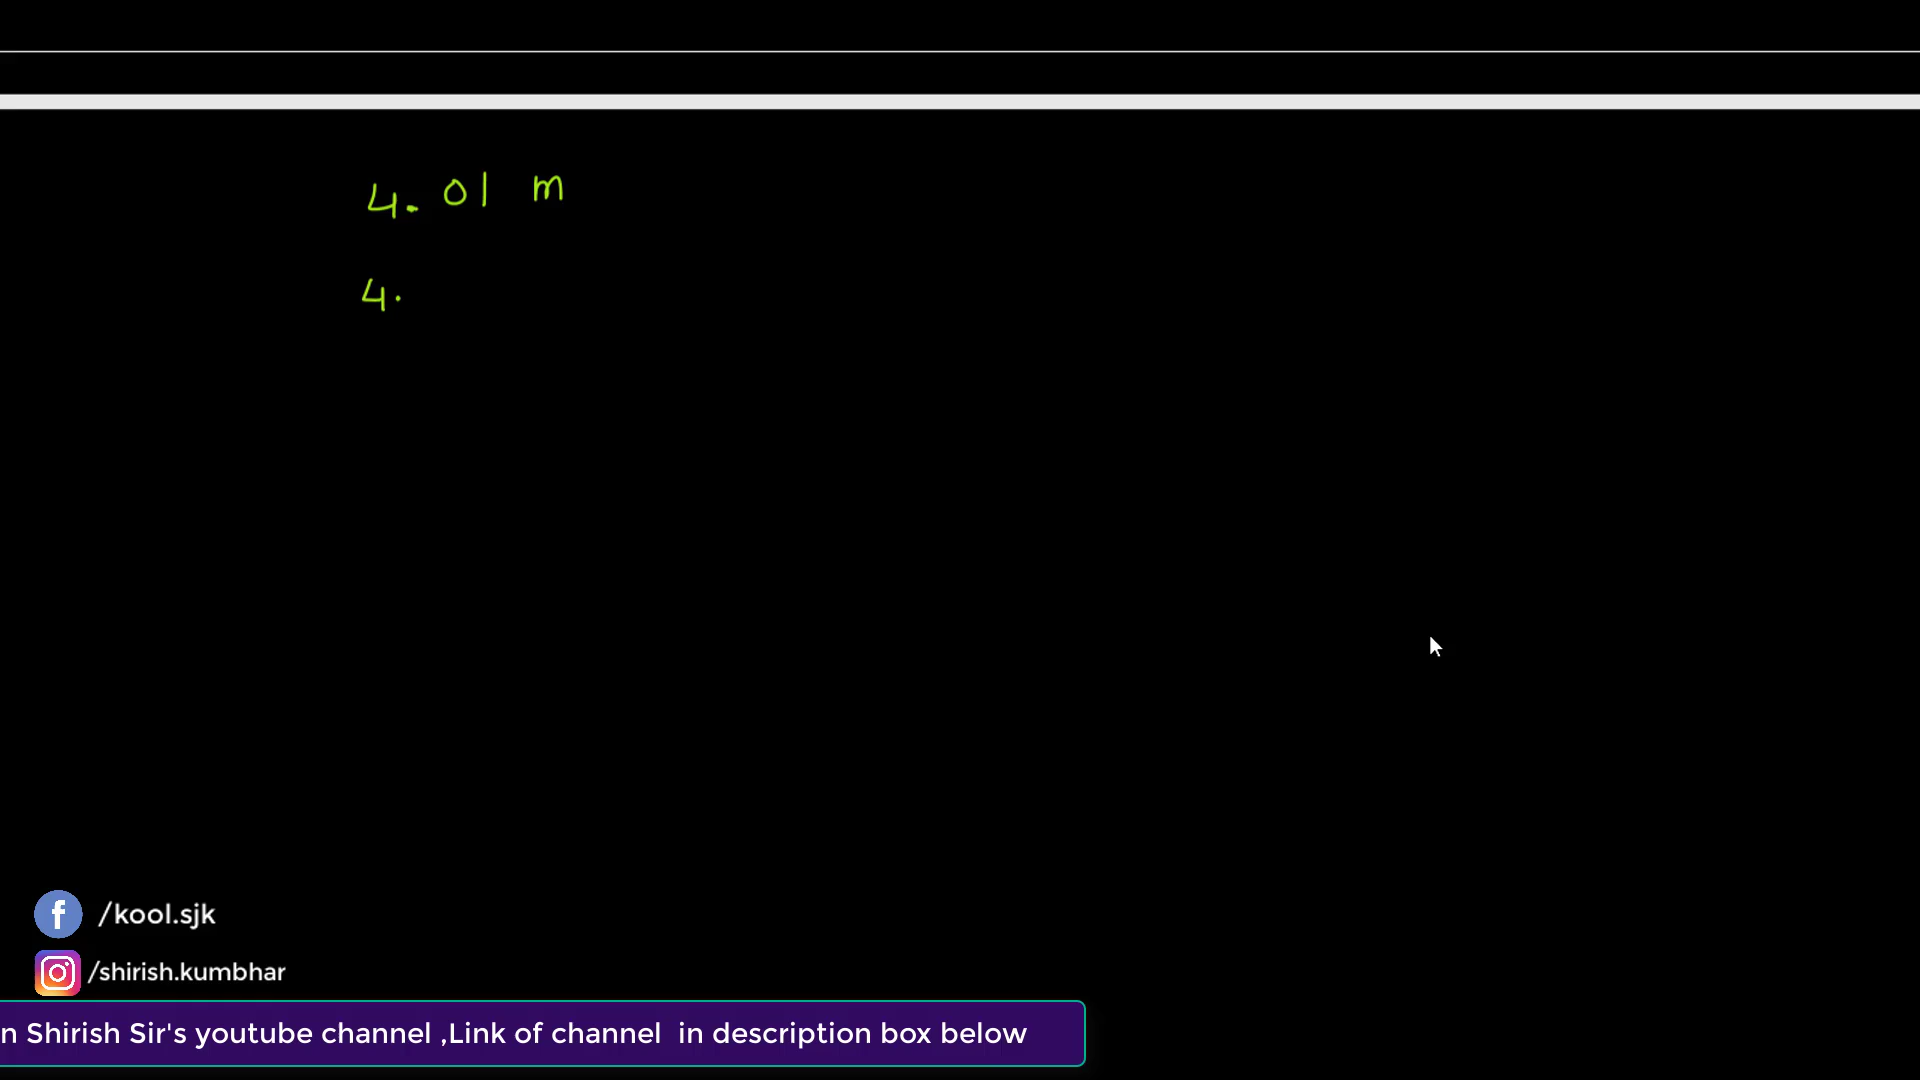 4.01 m
4.
/kool.sjk
/shirish.kumbhar
n Shirish Sir's youtube channel ,Link of channel in description box below